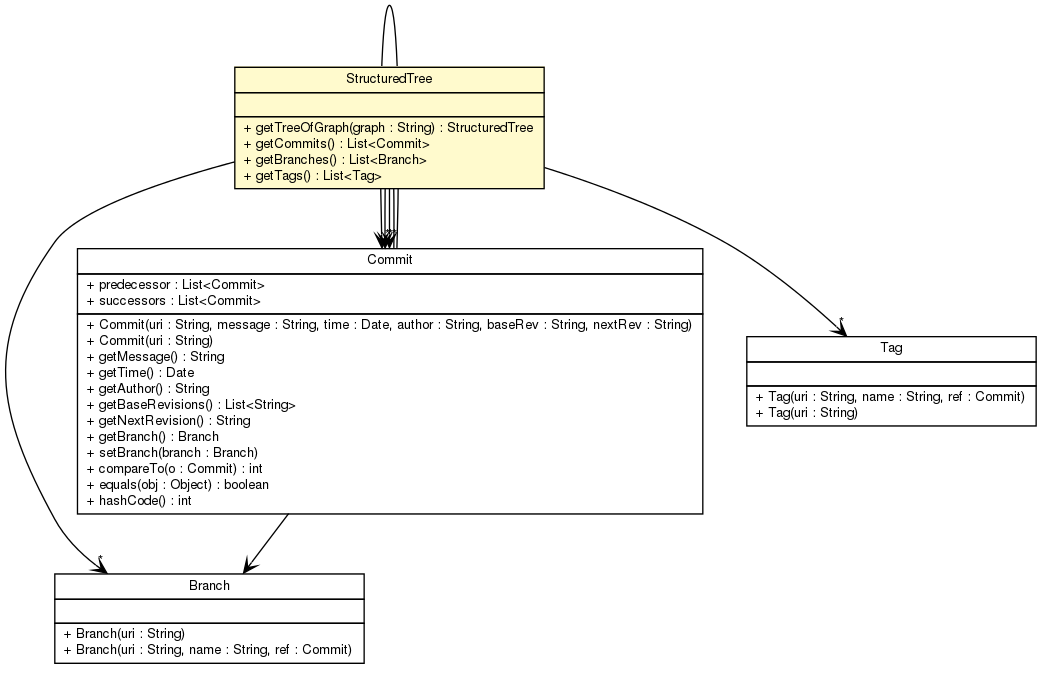 StructuredTree
+ getTreeOfGraph(graph : String) : StructuredTree
+ getCommits() : List<Commit>
+ getBranches() : List<Branch>
+ getTags() : List<Tag>
Commit
+ predecessor : List<Commit>
+ successors : List<Commit>
+ Commit(uri : String, message : String, time : Date, author : String, baseRev : String, nextRev : String)
+ Commit(uri : String)
+ getMessage() : String
+ getTime() : Date
+ getAuthor() : String
+ getBaseRevisions() : List<String>
+ getNextRevision() : String
+ getBranch() : Branch
+ setBranch(branch : Branch)
+ compareTo(o : Commit) : int
+ equals(obj : Object) : boolean
+ hashCode() : int
*
Tag
+ Tag(uri : String, name : String, ref : Commit)
+ Tag(uri : String)
*
Branch
+ Branch(uri : String)
+ Branch(uri : String, name : String, ref : Commit)